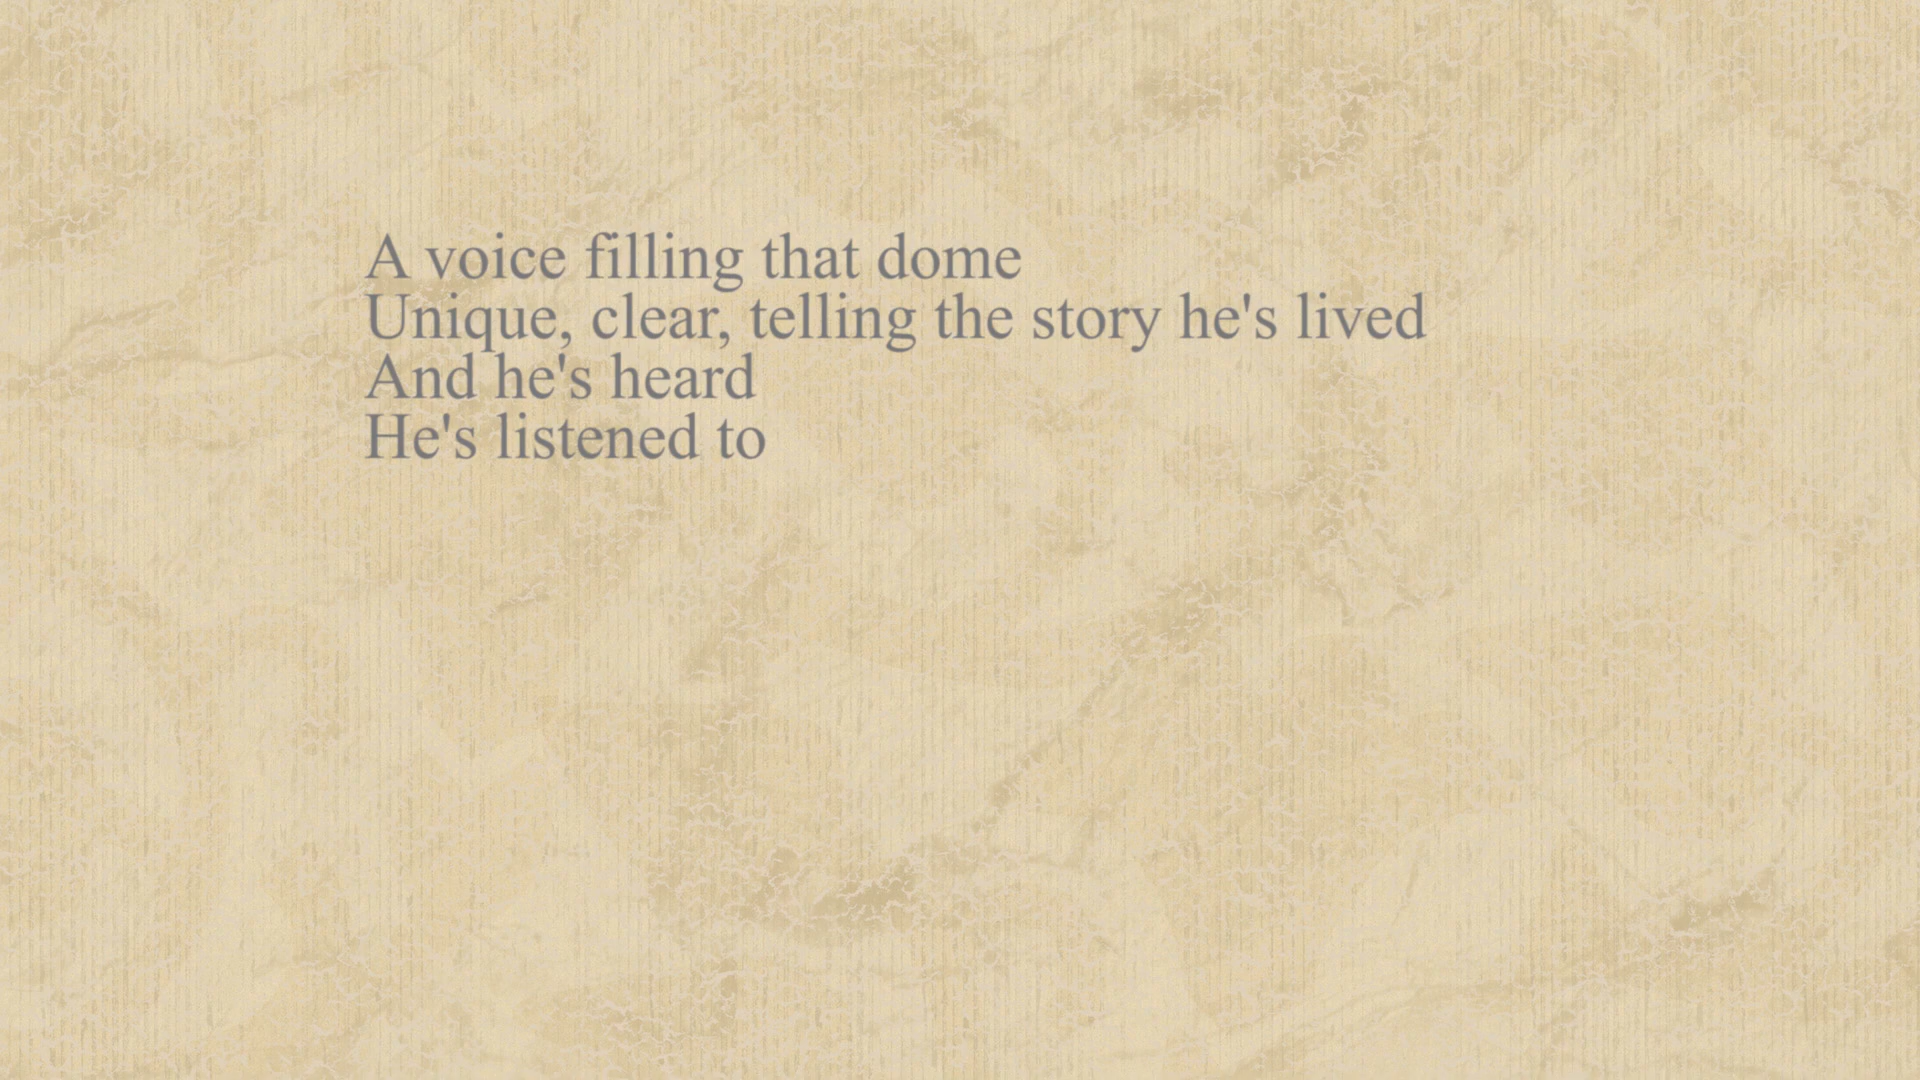 A voice filling that dome
Unique, clear, telling the story he's lived
And he's heard
He's listened to